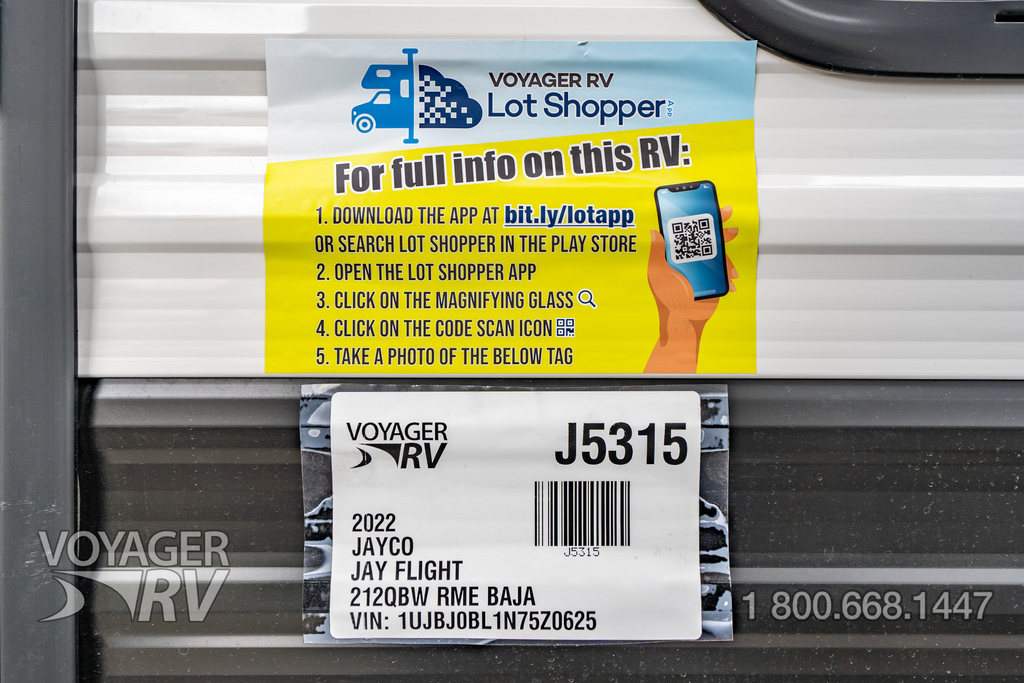 VOYAGER RV
Lot Shopper App
For full info on this RV:
1. DOWNLOAD THE APP AT bit.ly/lotapp
OR SEARCH LOT SHOPPER IN THE PLAY STORE
2. OPEN THE LOT SHOPPER APP
3. CLICK ON THE MAGNIFYING GLASS
4. CLICK ON THE CODE SCAN ICON
5. TAKE A PHOTO OF THE BELOW TAG
VOYAGER
RV
J5315
J5315
2022
JAYCO
JAY FLIGHT
212QBW RME BAJA
VIN: 1UJBJ0BL1N75Z0625
VOYAGER
RV
1 800.668.1447